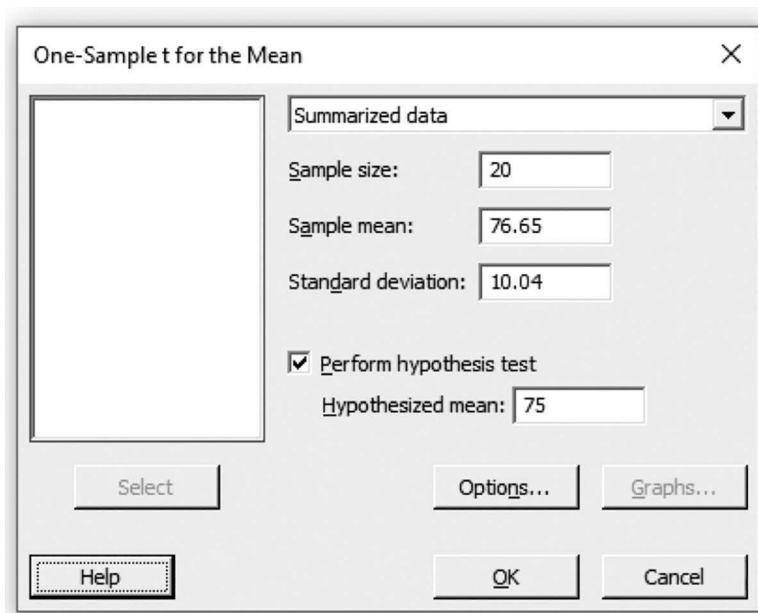 One-Sample t for the Mean
Summarized data
Sample size: 20
Sample mean: 76.65
Standard deviation: 10.04
Perform hypothesis test
Hypothesized mean: 75
Select Options... Graphs...
Help OK Cancel